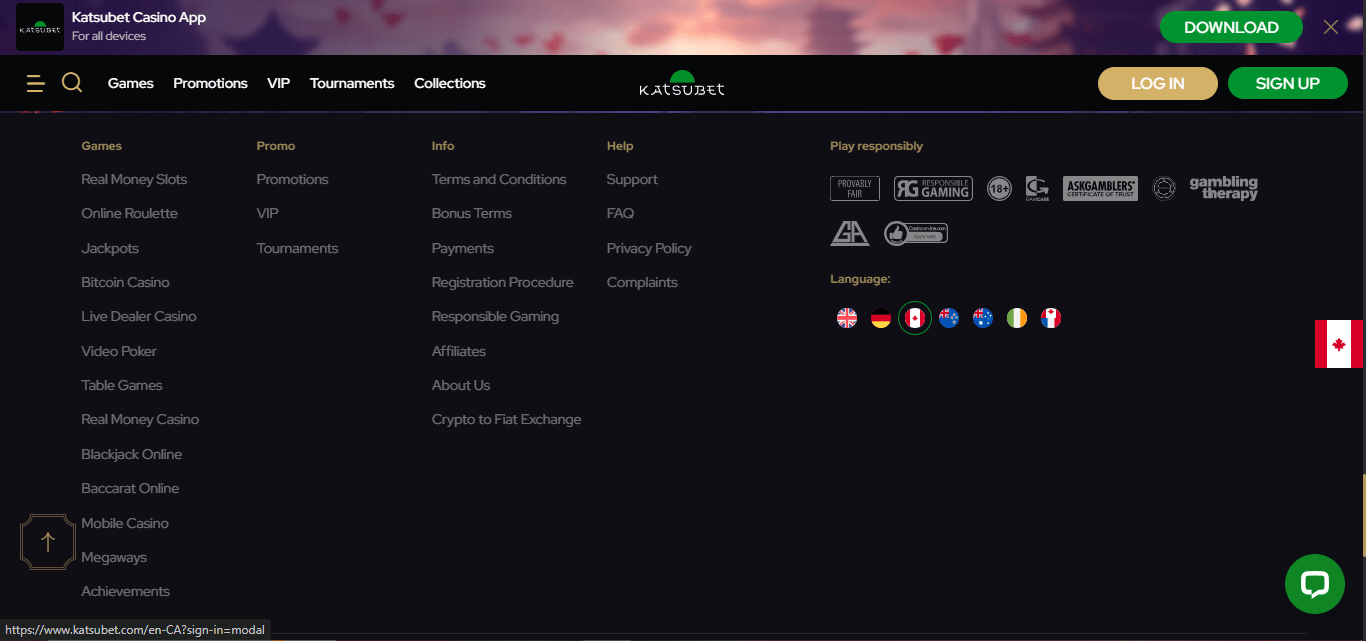 KATSUBET
Katsubet Casino App
For all devices
DOWNLOAD
Games Promotions VIP Tournaments Collections
KATSUBET
LOG IN
SIGN UP
Games
Real Money Slots
Online Roulette
Jackpots
Bitcoin Casino
Live Dealer Casino
Video Poker
Table Games
Real Money Casino
Blackjack Online
Baccarat Online
Mobile Casino
Megaways
Achievements
Promo
Promotions
VIP
Tournaments
Info
Terms and Conditions
Bonus Terms
Payments
Registration Procedure
Responsible Gaming
Affiliates
About Us
Crypto to Fiat Exchange
Help
Support
FAQ
Privacy Policy
Complaints
Play responsibly
PROVABLY
FAIR
RG RESPONSIBLE
GAMING
18+
GAMCARE
ASKGAMBLERS
CERTIFICATE OF TRUST
gambling
therapy
GA
Casino-on-line.com
Approved
Language:
https://www.katsubet.com/en-CA?sign-in=modal